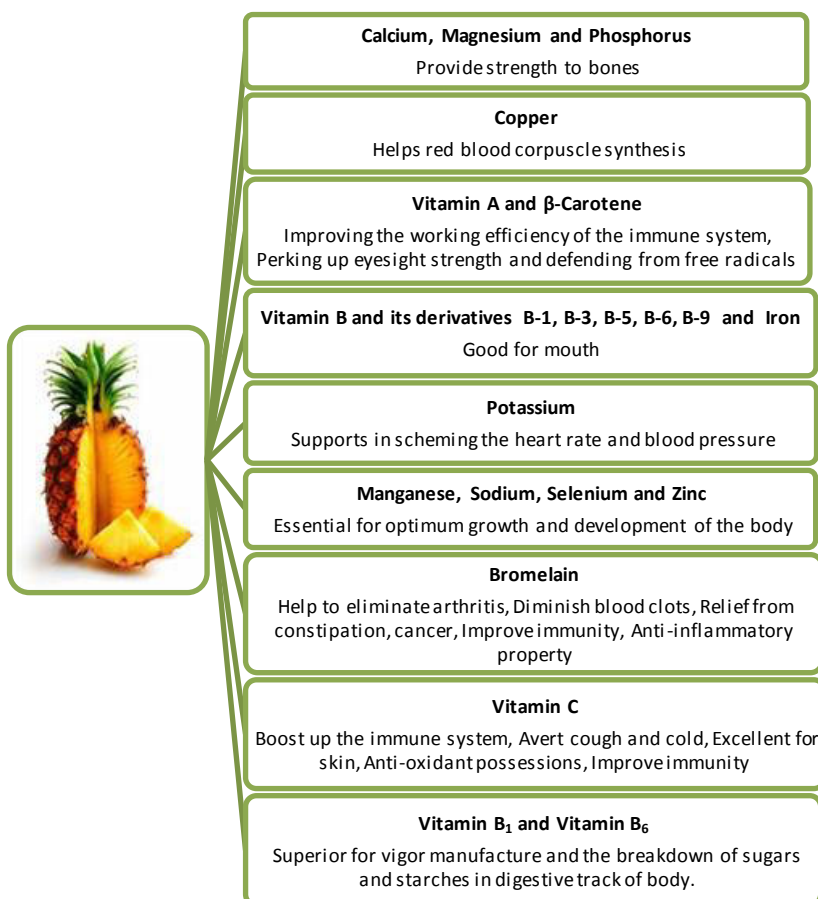 Calcium, Magnesium and Phosphorus
Provide strength to bones
Copper
Helps red blood corpuscle synthesis
Vitamin A and β-Carotene
Improving the working efficiency of the immune system,
Perking up eyesight strength and defending from free radicals
Vitamin B and its derivatives B-1, B-3, B-5, B-6, B-9 and Iron
Good for mouth
Potassium
Supports in scheming the heart rate and blood pressure
Manganese, Sodium, Selenium and Zinc
Essential for optimum growth and development of the body
Bromelain
Help to eliminate arthritis, Diminish blood clots, Relief from
constipation, cancer, Improve immunity, Anti-inflammatory
property
Vitamin C
Boost up the immune system, Avert cough and cold, Excellent for
skin, Anti-oxidant possessions, Improve immunity
Vitamin B₁ and Vitamin B₆
Superior for vigor manufacture and the breakdown of sugars
and starches in digestive track of body.